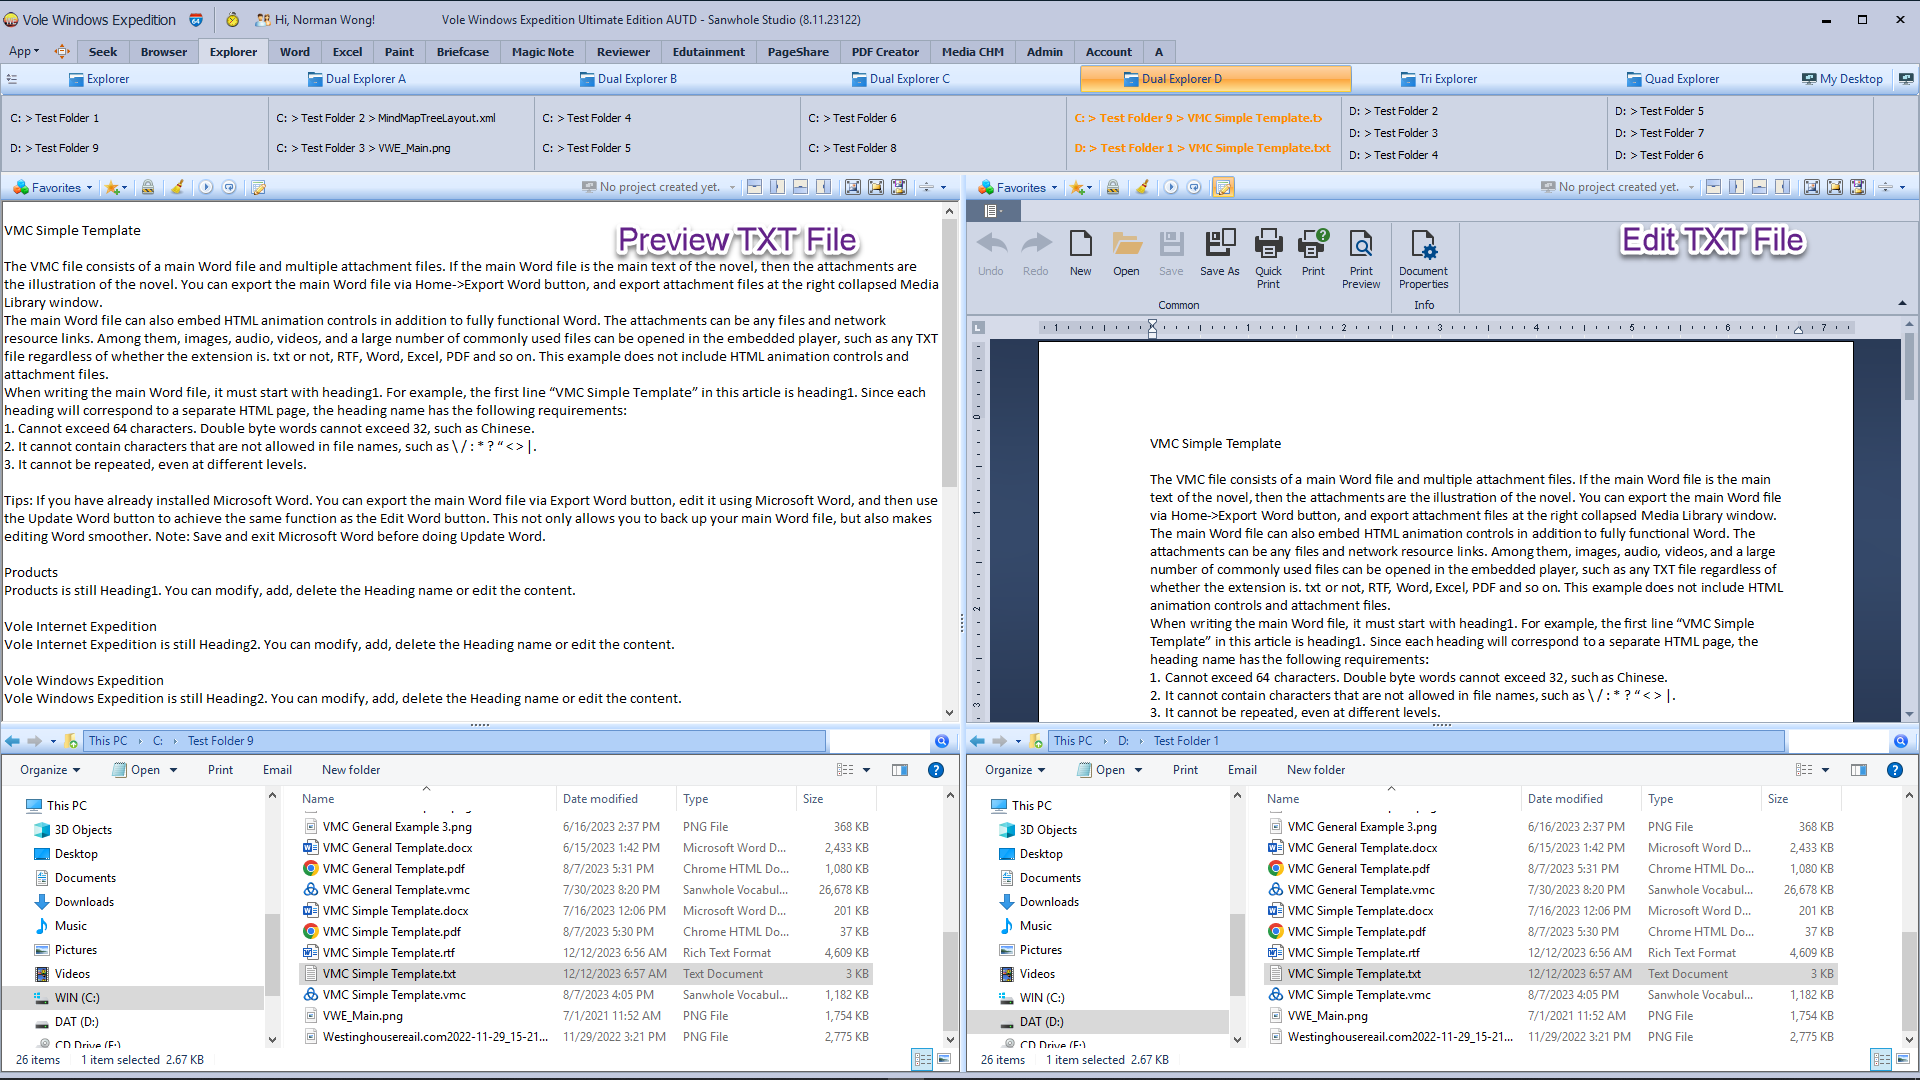 Vole Windows Expedition
Hi, Norman Wong!
Vole Windows Expedition Ultimate Edition AUTD - Sanwhole Studio (8.11.23122)
App
Seek
Browser
Explorer
Word
Excel
Paint
Briefcase
Magic Note
Reviewer
Edutainment
PageShare
PDF Creator
Media CHM
Admin
Account
A
Explorer
Dual Explorer A
Dual Explorer B
Dual Explorer C
Dual Explorer D
Tri Explorer
Quad Explorer
My Desktop
C: > Test Folder 1
D: > Test Folder 9
C: > Test Folder 2 > MindMapTreeLayout.xml
C: > Test Folder 3 > VWE_Main.png
C: > Test Folder 4
C: > Test Folder 5
C: > Test Folder 6
C: > Test Folder 8
C: > Test Folder 9 > VMC Simple Template.t
D: > Test Folder 1 > VMC Simple Template.txt
D: > Test Folder 2
D: > Test Folder 3
D: > Test Folder 4
D: > Test Folder 5
D: > Test Folder 7
D: > Test Folder 6
Favorites
No project created yet.
Preview TXT File
VMC Simple Template
The VMC file consists of a main Word file and multiple attachment files. If the main Word file is the main text of the novel, then the attachments are
the illustration of the novel. You can export the main Word file via Home->Export Word button, and export attachment files at the right collapsed Media
Library window.
The main Word file can also embed HTML animation controls in addition to fully functional Word. The attachments can be any files and network
resource links. Among them, images, audio, videos, and a large number of commonly used files can be opened in the embedded player, such as any TXT
file regardless of whether the extension is. txt or not, RTF, Word, Excel, PDF and so on. This example does not include HTML animation controls and
attachment files.
When writing the main Word file, it must start with heading1. For example, the first line “VMC Simple Template” in this article is heading1. Since each
heading will correspond to a separate HTML page, the heading name has the following requirements:
1. Cannot exceed 64 characters. Double byte words cannot exceed 32, such as Chinese.
2. It cannot contain characters that are not allowed in file names, such as \ / : * ? “ < > |.
3. It cannot be repeated, even at different levels.
Tips: If you have already installed Microsoft Word. You can export the main Word file via Export Word button, edit it using Microsoft Word, and then use
the Update Word button to achieve the same function as the Edit Word button. This not only allows you to back up your main Word file, but also makes
editing Word smoother. Note: Save and exit Microsoft Word before doing Update Word.
Products
Products is still Heading1. You can modify, add, delete the Heading name or edit the content.
Vole Internet Expedition
Vole Internet Expedition is still Heading2. You can modify, add, delete the Heading name or edit the content.
Vole Windows Expedition
Vole Windows Expedition is still Heading2. You can modify, add, delete the Heading name or edit the content.
This PC
C:
Test Folder 9
Organize
Open
Print
Email
New folder
This PC
3D Objects
Desktop
Documents
Downloads
Music
Pictures
Videos
WIN (C:)
DAT (D:)
CD Drive (E:)
Name Date modified Type Size
VMC General Example 3.png 6/16/2023 2:37 PM PNG File 368 KB
VMC General Template.docx 6/15/2023 1:42 PM Microsoft Word D... 2,433 KB
VMC General Template.pdf 8/7/2023 5:31 PM Chrome HTML Do... 1,080 KB
VMC General Template.vmc 7/30/2023 8:20 PM Sanwhole Vocabul... 26,678 KB
VMC Simple Template.docx 7/16/2023 12:06 PM Microsoft Word D... 201 KB
VMC Simple Template.pdf 8/7/2023 5:30 PM Chrome HTML Do... 37 KB
VMC Simple Template.rtf 12/12/2023 6:56 AM Rich Text Format 4,609 KB
VMC Simple Template.txt 12/12/2023 6:57 AM Text Document 3 KB
VMC Simple Template.vmc 8/7/2023 4:05 PM Sanwhole Vocabul... 1,182 KB
VWE_Main.png 7/1/2021 11:52 AM PNG File 1,754 KB
Westinghousereail.com2022-11-29_15-21... 11/29/2022 3:21 PM PNG File 2,775 KB
26 items 1 item selected 2.67 KB
Favorites
No project created yet.
Edit TXT File
Undo
Redo
New
Open
Save
Save As
Quick
Print
Print
Print
Preview
Document
Properties
Common
Info
1 1 2 3 4 5 6 7
0
1
2
3
VMC Simple Template
The VMC file consists of a main Word file and multiple attachment files. If the main Word file is the main
text of the novel, then the attachments are the illustration of the novel. You can export the main Word file
via Home->Export Word button, and export attachment files at the right collapsed Media Library window.
The main Word file can also embed HTML animation controls in addition to fully functional Word. The
attachments can be any files and network resource links. Among them, images, audio, videos, and a large
number of commonly used files can be opened in the embedded player, such as any TXT file regardless of
whether the extension is. txt or not, RTF, Word, Excel, PDF and so on. This example does not include HTML
animation controls and attachment files.
When writing the main Word file, it must start with heading1. For example, the first line “VMC Simple
Template” in this article is heading1. Since each heading will correspond to a separate HTML page, the
heading name has the following requirements:
1. Cannot exceed 64 characters. Double byte words cannot exceed 32, such as Chinese.
2. It cannot contain characters that are not allowed in file names, such as \ / : * ? “ < > |.
3. It cannot be repeated, even at different levels.
This PC
D:
Test Folder 1
Organize
Open
Print
Email
New folder
This PC
3D Objects
Desktop
Documents
Downloads
Music
Pictures
Videos
WIN (C:)
DAT (D:)
CD Drive (E:)
Name Date modified Type Size
VMC General Example 3.png 6/16/2023 2:37 PM PNG File 368 KB
VMC General Template.docx 6/15/2023 1:42 PM Microsoft Word D... 2,433 KB
VMC General Template.pdf 8/7/2023 5:31 PM Chrome HTML Do... 1,080 KB
VMC General Template.vmc 7/30/2023 8:20 PM Sanwhole Vocabul... 26,678 KB
VMC Simple Template.docx 7/16/2023 12:06 PM Microsoft Word D... 201 KB
VMC Simple Template.pdf 8/7/2023 5:30 PM Chrome HTML Do... 37 KB
VMC Simple Template.rtf 12/12/2023 6:56 AM Rich Text Format 4,609 KB
VMC Simple Template.txt 12/12/2023 6:57 AM Text Document 3 KB
VMC Simple Template.vmc 8/7/2023 4:05 PM Sanwhole Vocabul... 1,182 KB
VWE_Main.png 7/1/2021 11:52 AM PNG File 1,754 KB
Westinghousereail.com2022-11-29_15-21... 11/29/2022 3:21 PM PNG File 2,775 KB
26 items 1 item selected 2.67 KB